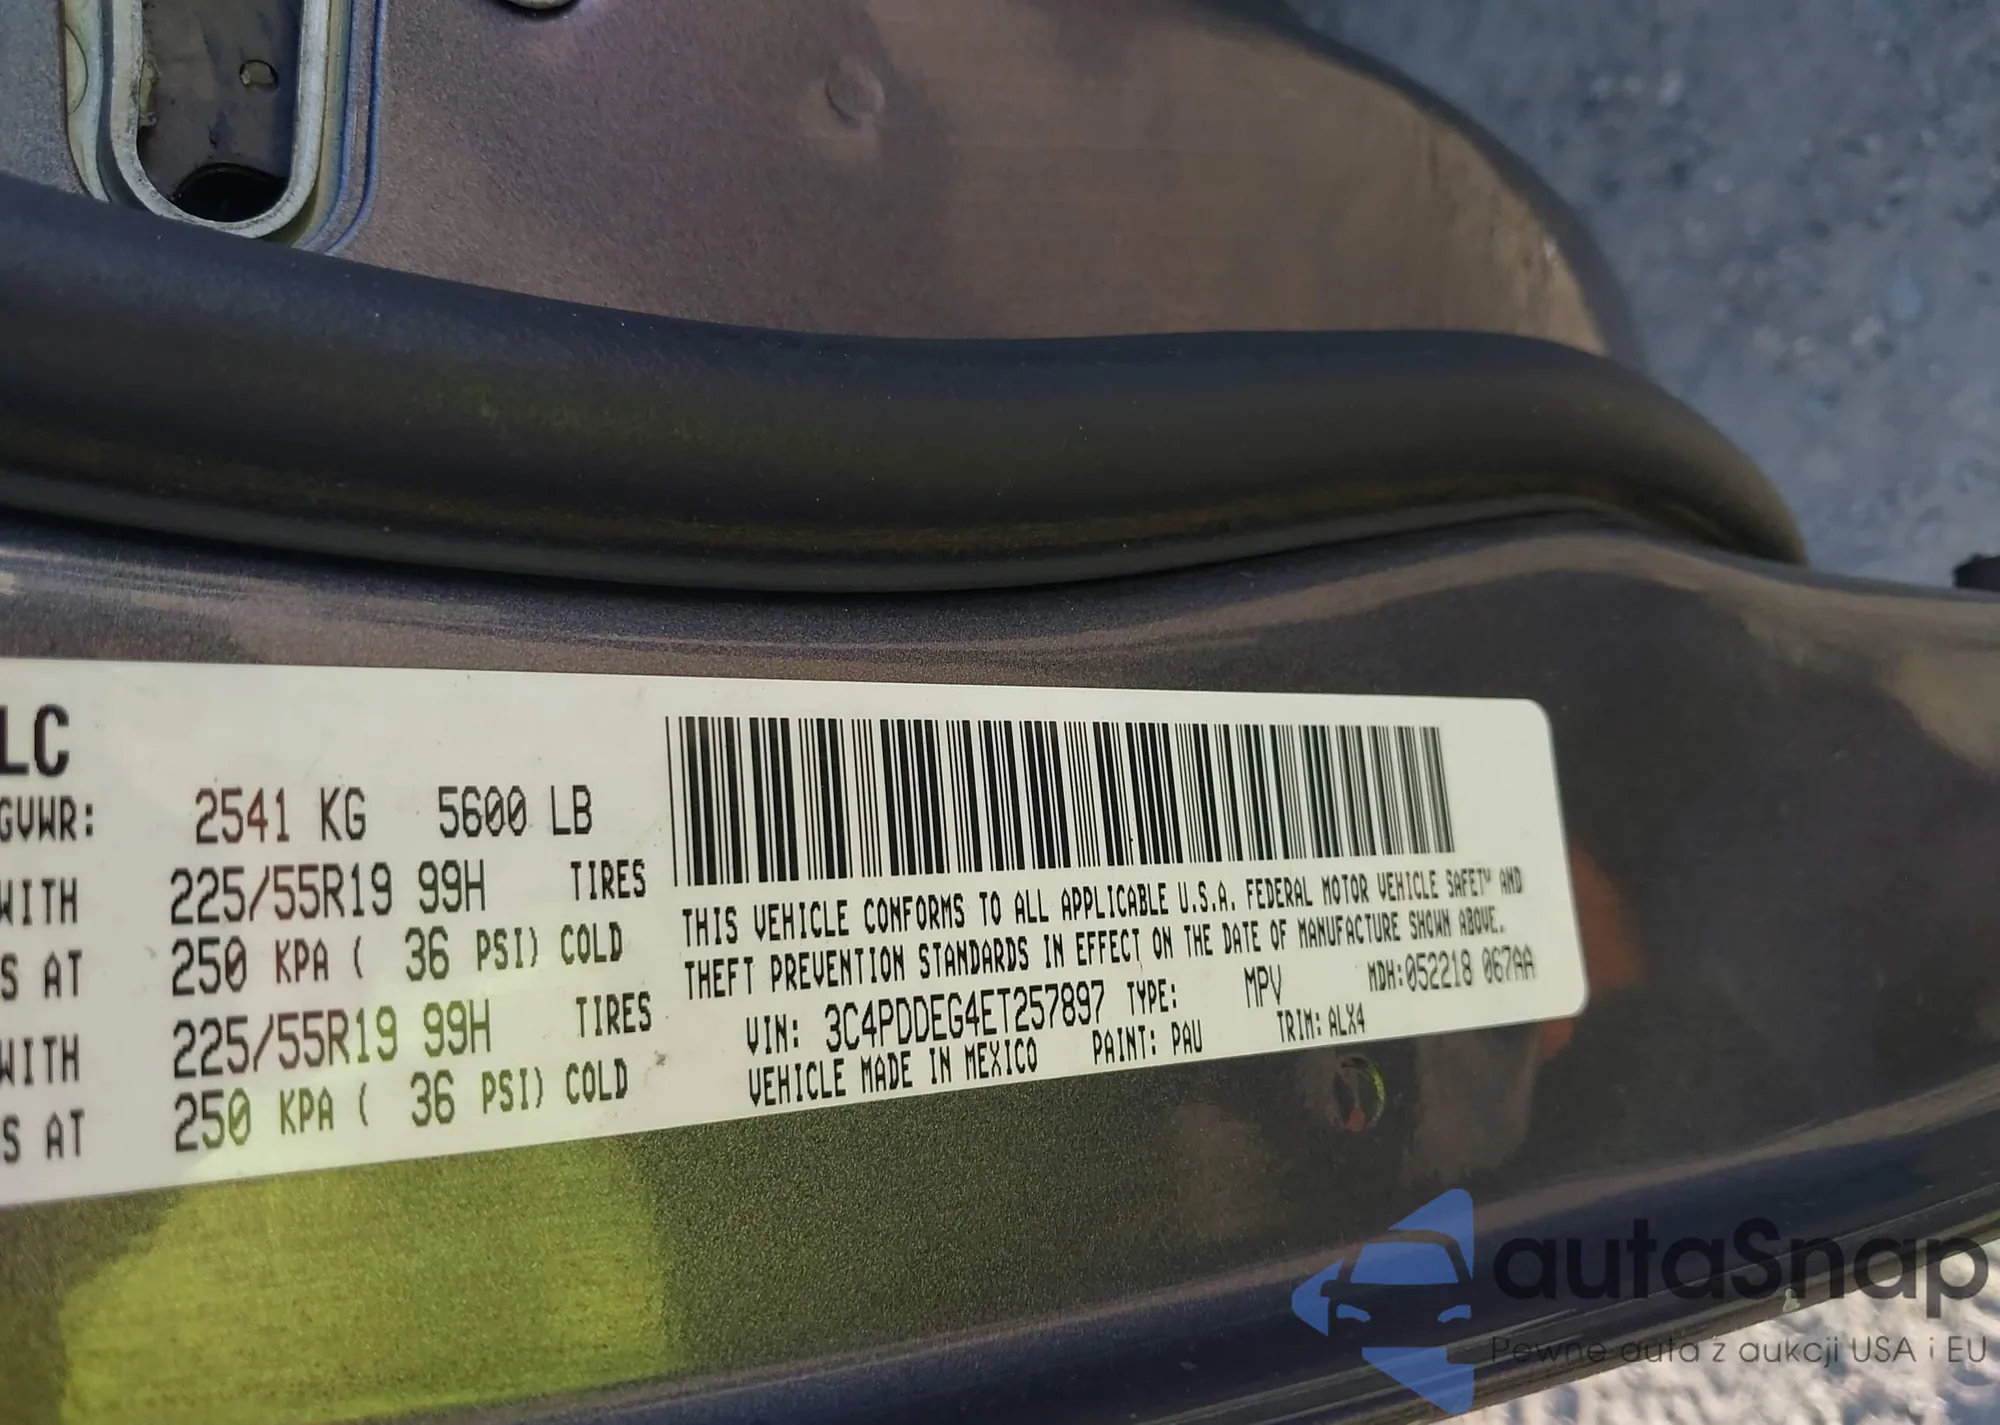 LC
GVWR: 2541 KG 5600 LB
WITH 225/55R19 99H TIRES
S AT 250 KPA ( 36 PSI) COLD
WITH 225/55R19 99H TIRES
S AT 250 KPA ( 36 PSI) COLD
THIS VEHICLE CONFORMS TO ALL APPLICABLE U.S.A. FEDERAL MOTOR VEHICLE SAFETY AND
THEFT PREVENTION STANDARDS IN EFFECT ON THE DATE OF MANUFACTURE SHOWN ABOVE.
VIN: 3C4PDDEG4ET257897 TYPE: MPV MDH:052218 067AA
VEHICLE MADE IN MEXICO PAINT: PAU TRIM: ALX4
autaSnap
Pewne auta z aukcji USA i EU